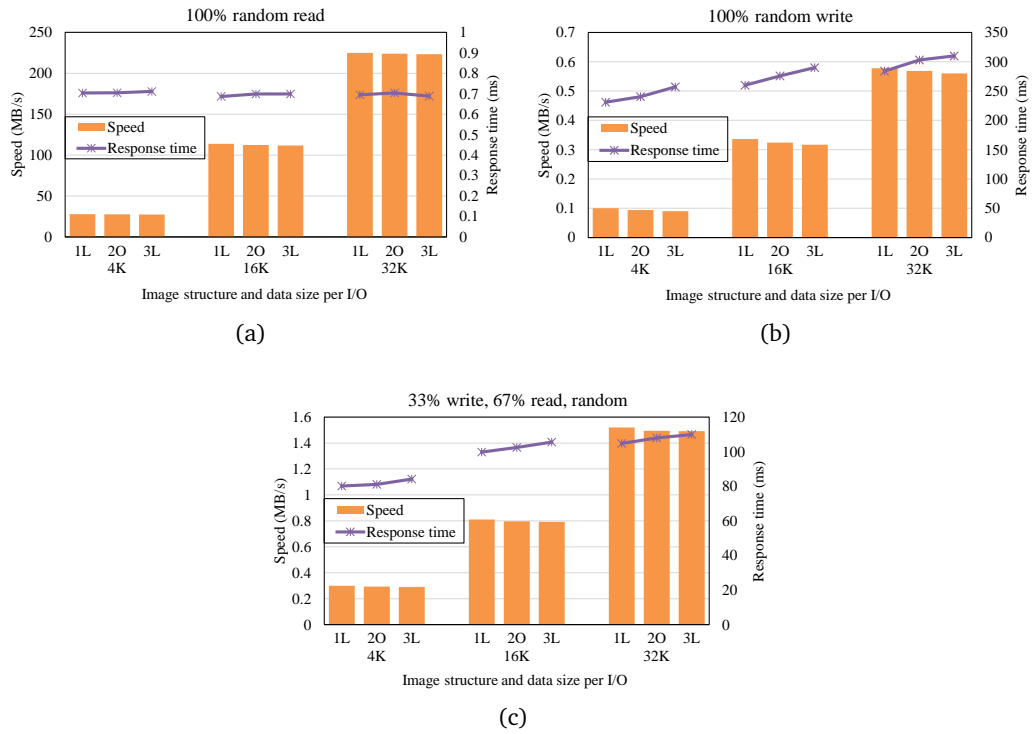 100% random read
250
200
150
100
50
0
Speed (MB/s)
1
0.9
0.8
0.7
0.6
0.5
0.4
0.3
0.2
0.1
0
Response time (ms)
Speed
Response time
1L 2O 3L 1L 2O 3L 1L 2O 3L
4K 16K 32K
Image structure and data size per I/O
(a)
100% random write
0.7
0.6
0.5
0.4
0.3
0.2
0.1
0
Speed (MB/s)
350
300
250
200
150
100
50
0
Response time (ms)
Speed
Response time
1L 2O 3L 1L 2O 3L 1L 2O 3L
4K 16K 32K
Image structure and data size per I/O
(b)
33% write, 67% read, random
1.6
1.4
1.2
1
0.8
0.6
0.4
0.2
0
Speed (MB/s)
120
100
80
60
40
20
0
Response time (ms)
Speed
Response time
1L 2O 3L 1L 2O 3L 1L 2O 3L
4K 16K 32K
Image structure and data size per I/O
(c)